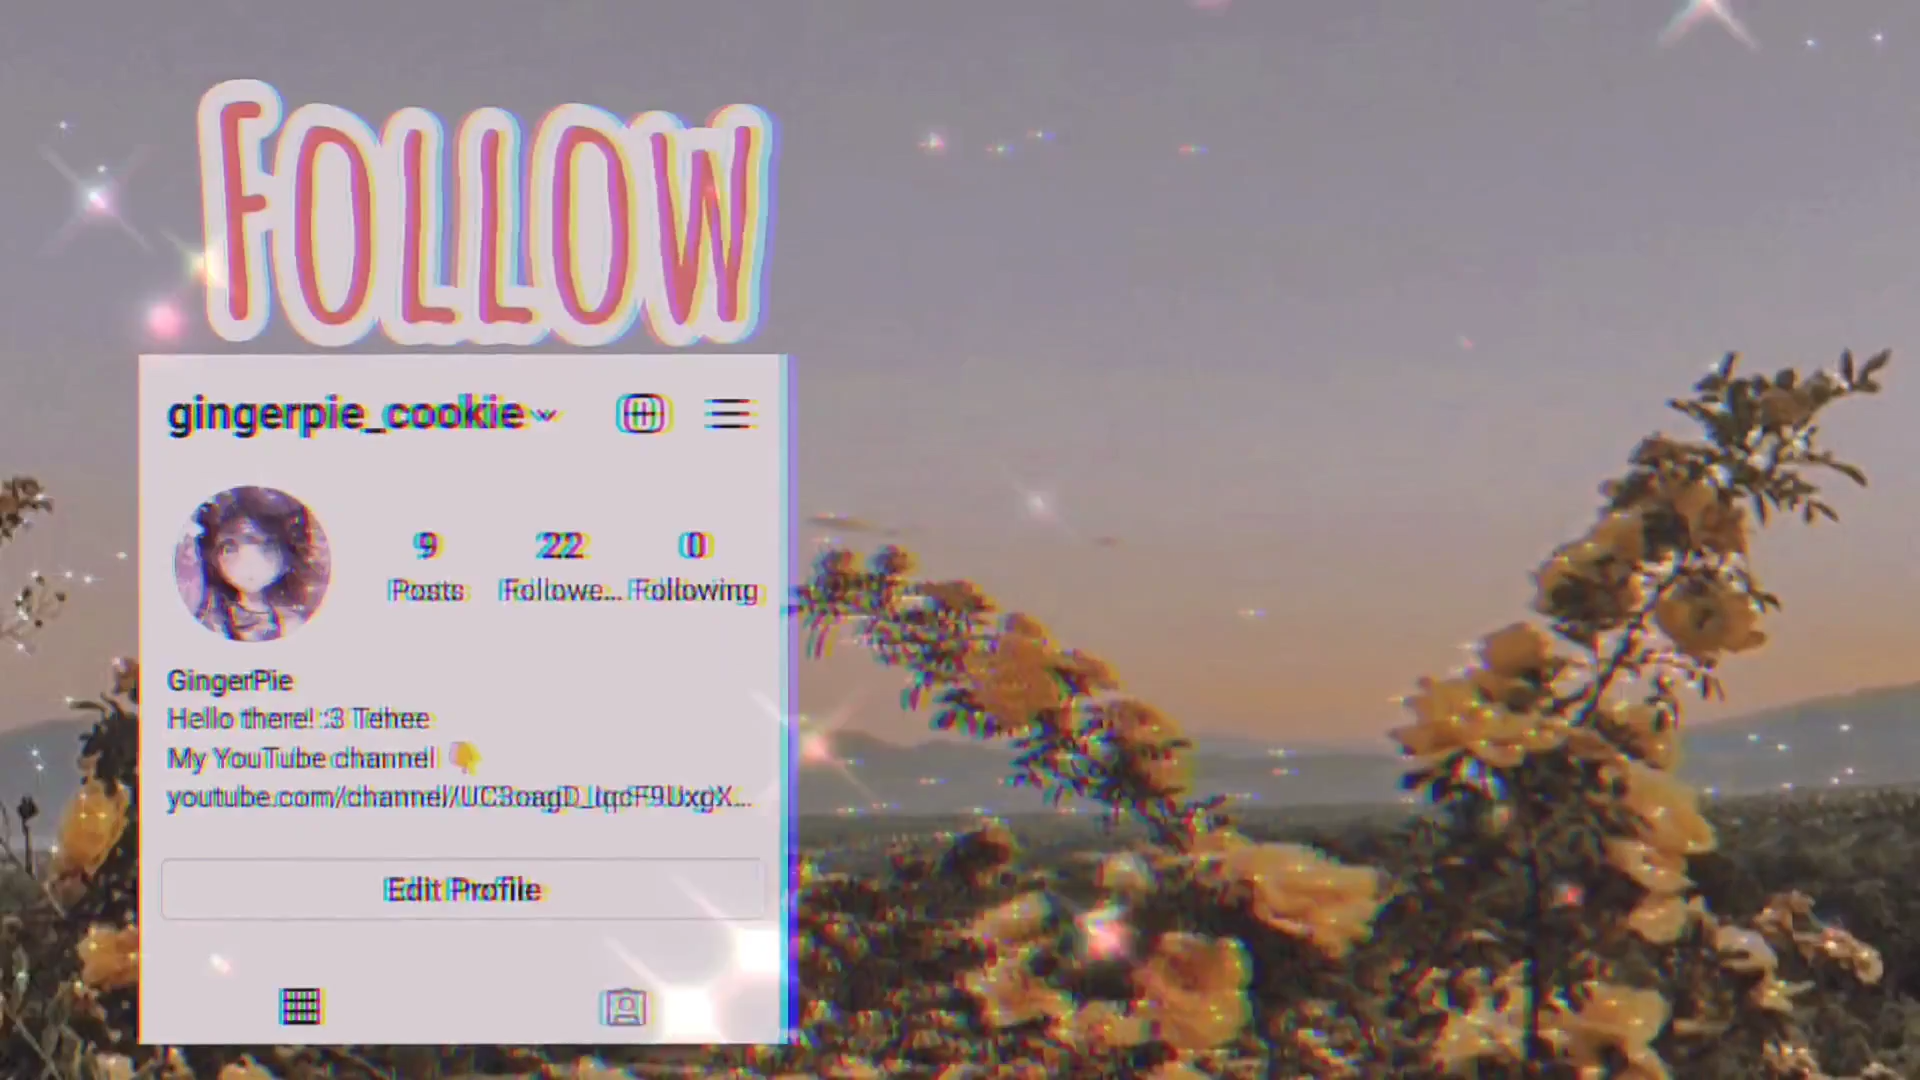 FOLLOW
gingerpie_cookie
9 22 0
Posts Followe... Following
GingerPie
Hello there! :3 Tehee
My YouTube channel 👇
Edit Profile